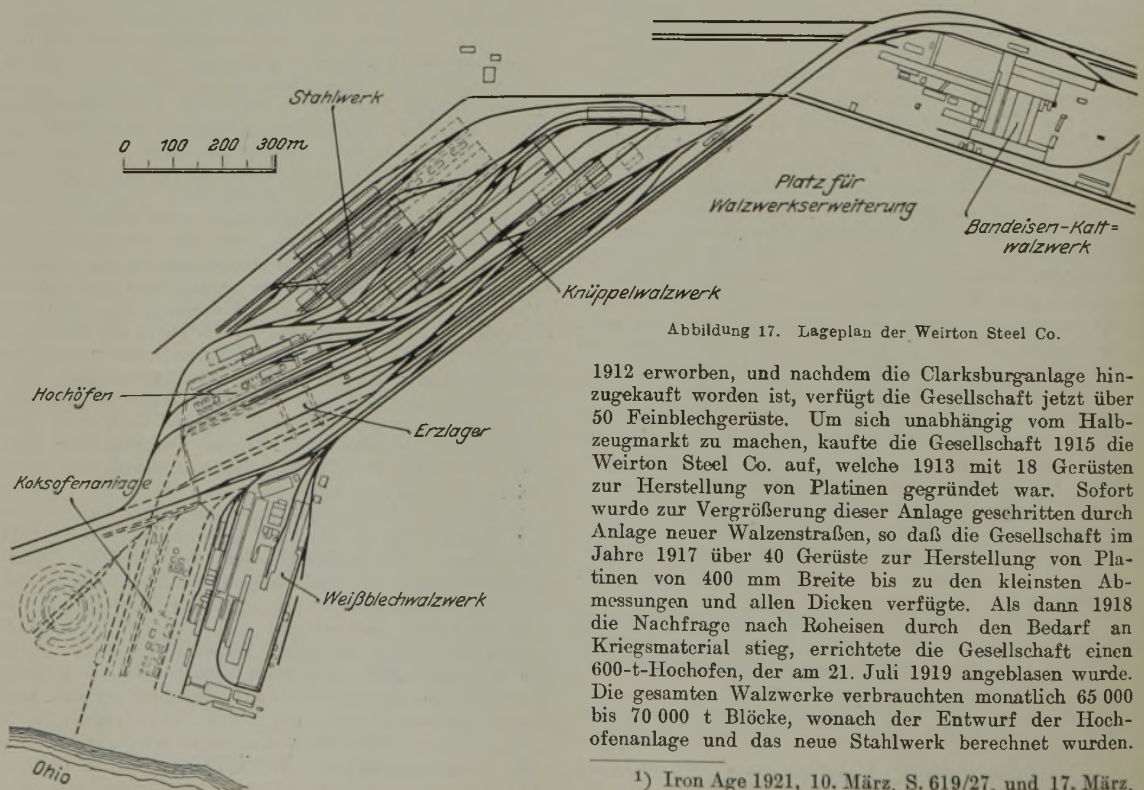 Stahlwerk
0 100 200 300m
Platz für
Walzwerkserweiterung
Bandeisen-Kalt=
walzwerk
Knüppelwalzwerk
Hochöfen
Erzlager
Koksofenanlage
Weißblechwalzwerk
Ohio
Abbildung 17. Lageplan der Weirton Steel Co.
1912 erworben, und nachdem die Clarksburganlage hin-
zugekauft worden ist, verfügt die Gesellschaft jetzt über
50 Feinblechgerüste. Um sich unabhängig vom Halb-
zeugmarkt zu machen, kaufte die Gesellschaft 1915 die
Weirton Steel Co. auf, welche 1913 mit 18 Gerüsten
zur Herstellung von Platinen gegründet war. Sofort
wurde zur Vergrößerung dieser Anlage geschritten durch
Anlage neuer Walzenstraßen, so daß die Gesellschaft im
Jahre 1917 über 40 Gerüste zur Herstellung von Pla-
tinen von 400 mm Breite bis zu den kleinsten Ab-
messungen und allen Dicken verfügte. Als dann 1918
die Nachfrage nach Roheisen durch den Bedarf an
Kriegsmaterial stieg, errichtete die Gesellschaft einen
600-t-Hochofen, der am 21. Juli 1919 angeblasen wurde.
Die gesamten Walzwerke verbrauchten monatlich 65 000
bis 70 000 t Blöcke, wonach der Entwurf der Hoch-
ofenanlage und das neue Stahlwerk berechnet wurden.
1) Iron Age 1921, 10. März, S. 619/27, und 17. März,